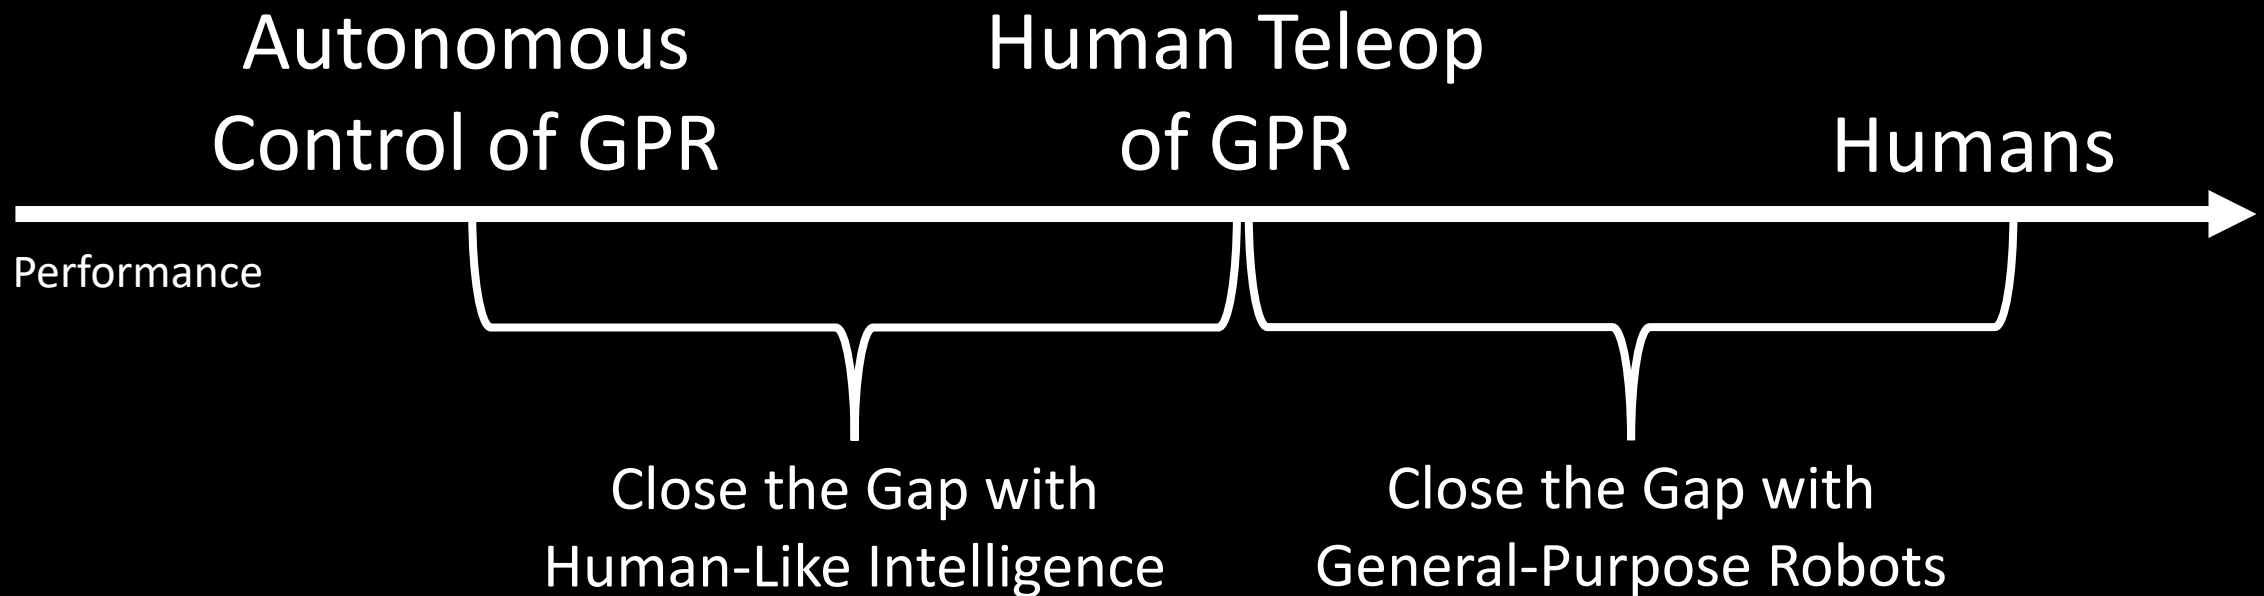 Autonomous
Control of GPR
Human Teleop
of GPR
Humans
Performance
Close the Gap with
Human-Like Intelligence
Close the Gap with
General-Purpose Robots